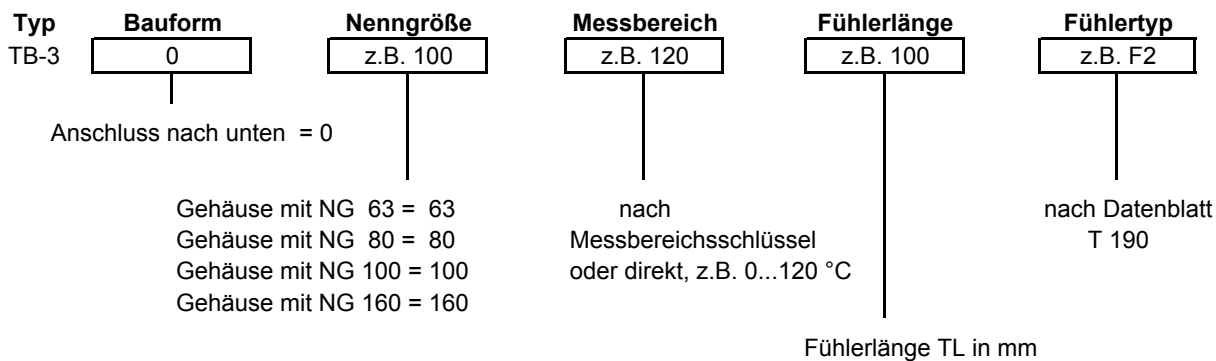 Typ Bauform Nenngröße Messbereich Fühlerlänge Fühlertyp
TB-3 0 z.B. 100 z.B. 120 z.B. 100 z.B. F2
Anschluss nach unten = 0
Gehäuse mit NG 63 = 63 nach nach Datenblatt
Gehäuse mit NG 80 = 80 Messbereichsschlüssel T 190
Gehäuse mit NG 100 = 100 oder direkt, z.B. 0...120 °C
Gehäuse mit NG 160 = 160
Fühlerlänge TL in mm